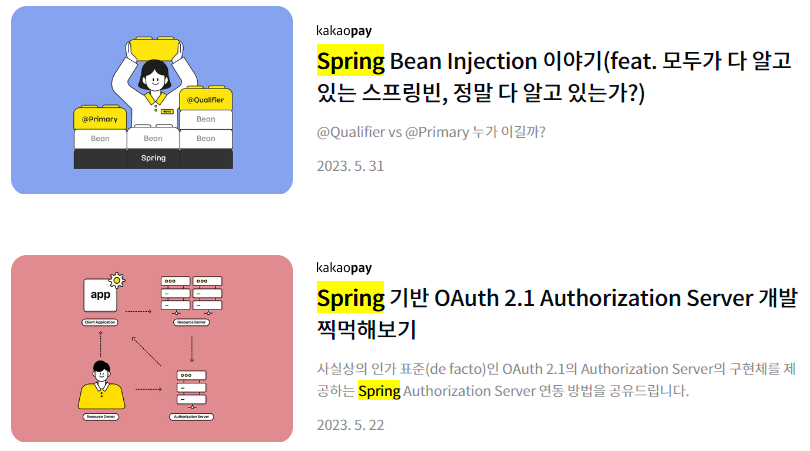 kakaopay
Spring Bean Injection 이야기(feat. 모두가 다 알고
있는 스프링빈, 정말 다 알고 있는가?)
@Qualifier vs @Primary 누가 이길까?
2023. 5. 31
@Qualifier
@Primary
Bean
Bean
Bean
Bean
Spring
kakaopay
Spring 기반 OAuth 2.1 Authorization Server 개발
찍먹해보기
사실상의 인가 표준(de facto)인 OAuth 2.1의 Authorization Server의 구현체를 제
공하는 Spring Authorization Server 연동 방법을 공유드립니다.
2023. 5. 22
app
Client Application
Resource Server
Resource Owner
Authorization Server